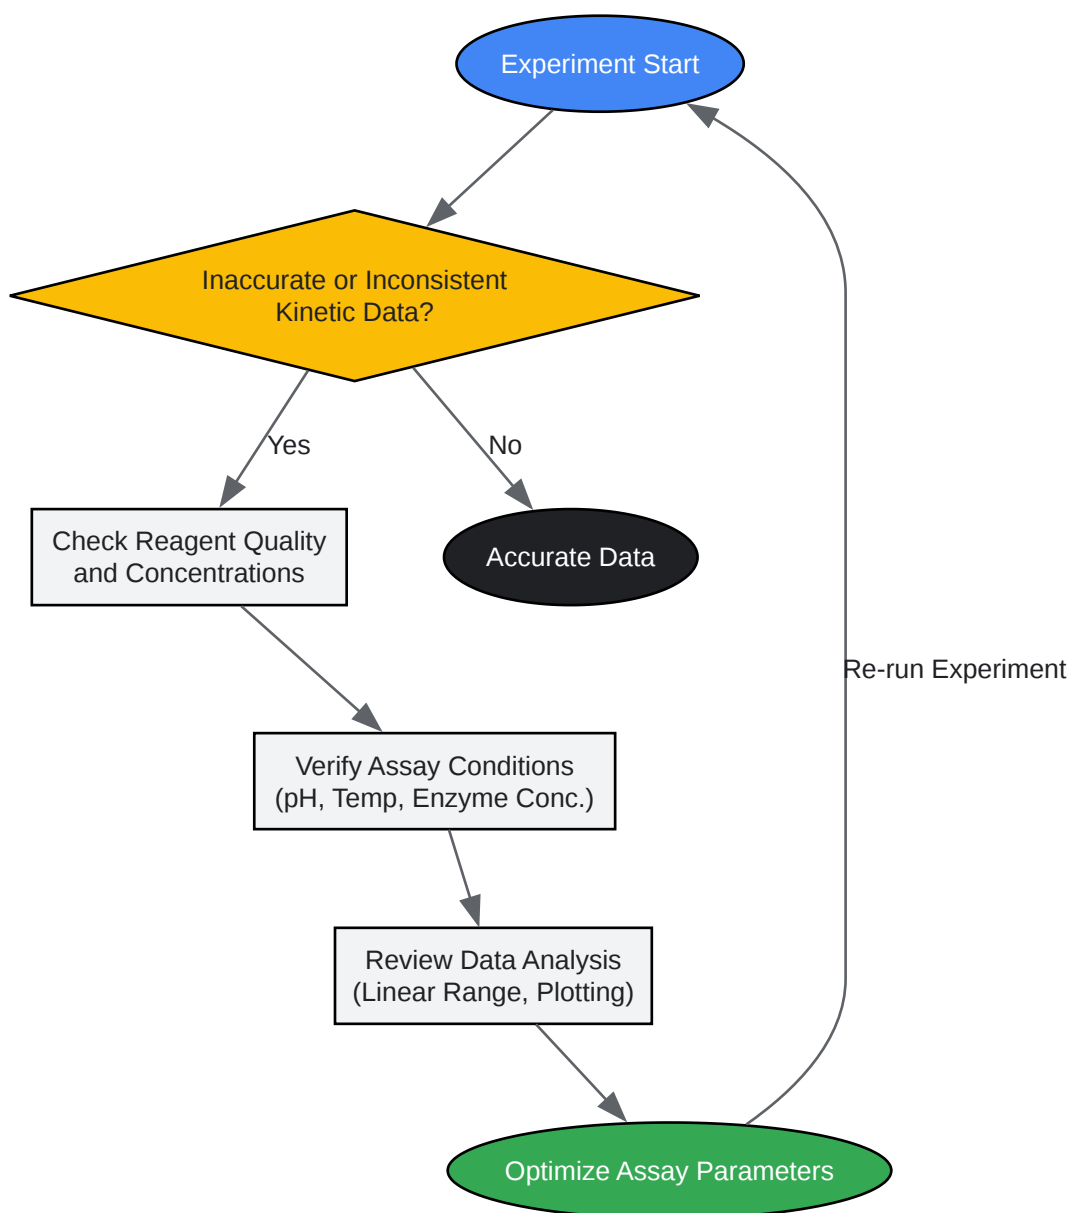 Experiment Start
Inaccurate or Inconsistent
Kinetic Data?
Yes
No
Check Reagent Quality
and Concentrations
Accurate Data
Re-run Experiment
Verify Assay Conditions
(pH, Temp, Enzyme Conc.)
Review Data Analysis
(Linear Range, Plotting)
Optimize Assay Parameters